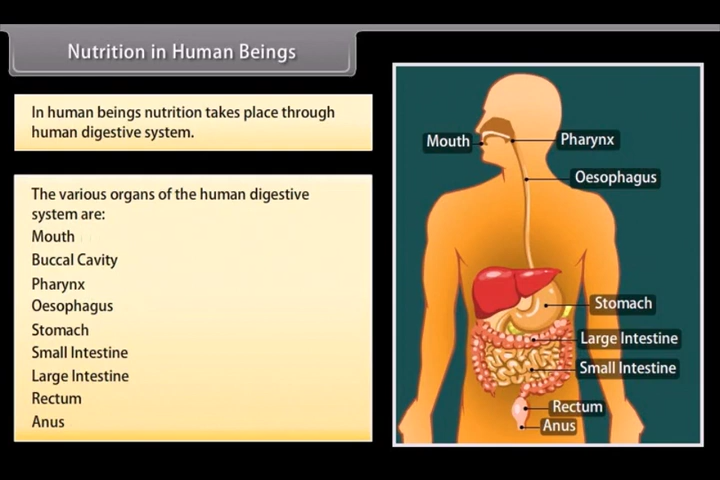 Nutrition in Human Beings
In human beings nutrition takes place through
human digestive system.
The various organs of the human digestive
system are:
Mouth
Buccal Cavity
Pharynx
Oesophagus
Stomach
Small Intestine
Large Intestine
Rectum
Anus
Mouth
Pharynx
Oesophagus
Stomach
Large Intestine
Small Intestine
Rectum
Anus